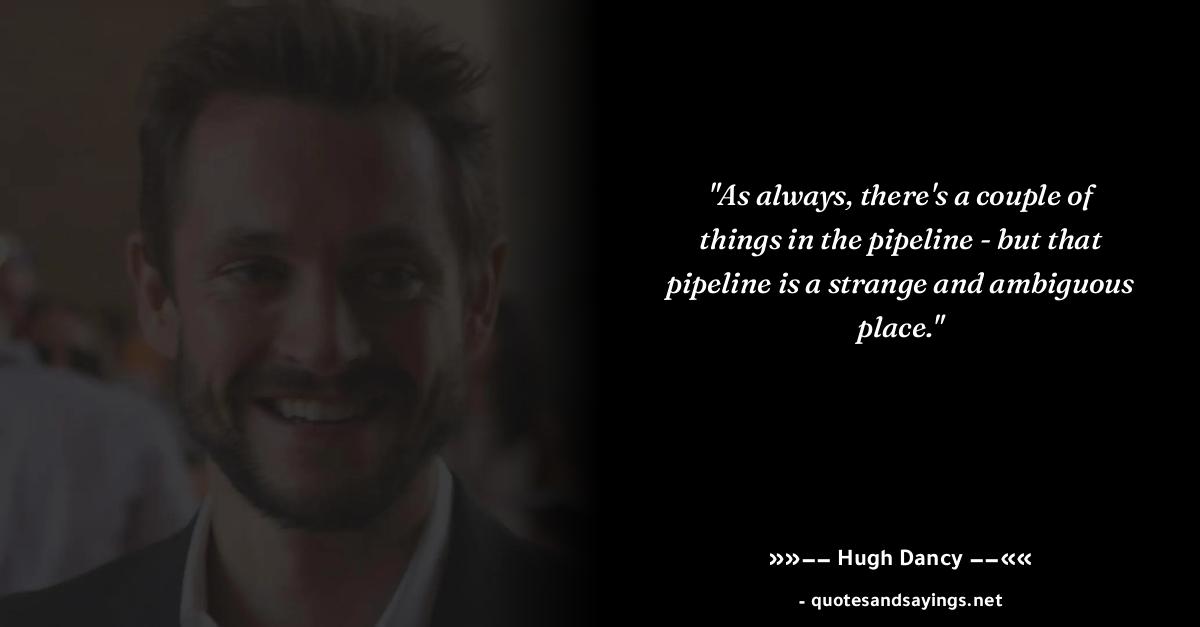 "As always, there's a couple of
things in the pipeline - but that
pipeline is a strange and ambiguous
place."
»»–– Hugh Dancy ––««
- quotesandsayings.net